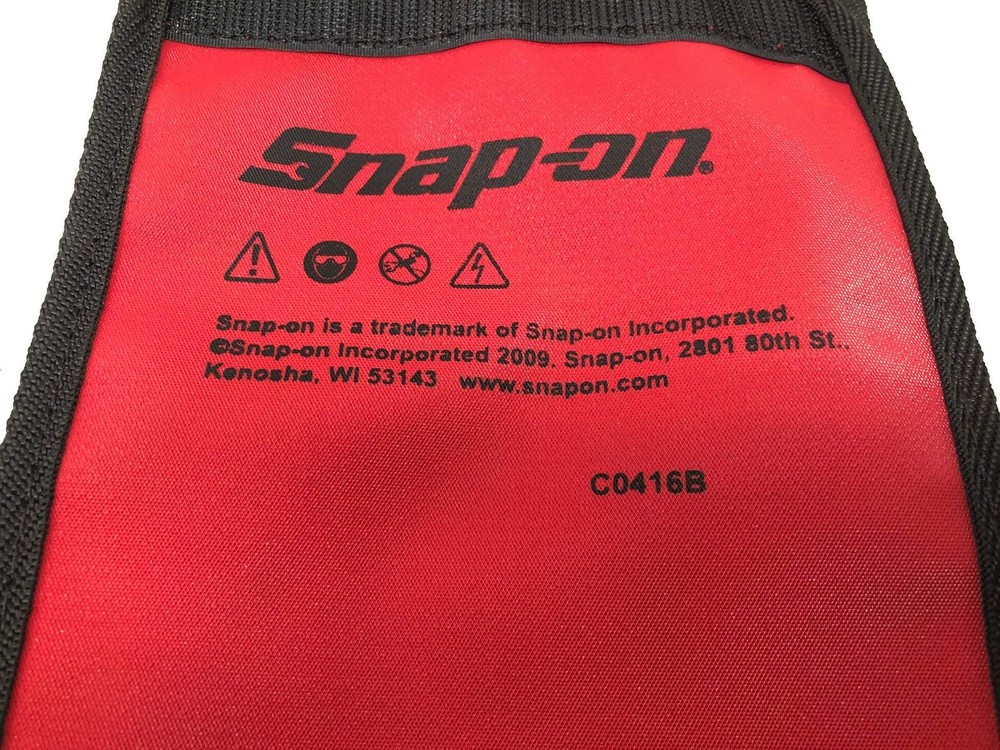 Snap-on®
Snap-on is a trademark of Snap-on Incorporated.
©Snap-on Incorporated 2009. Snap-on, 2801 80th St.,
Kenosha, WI 53143 www.snapon.com
C0416B